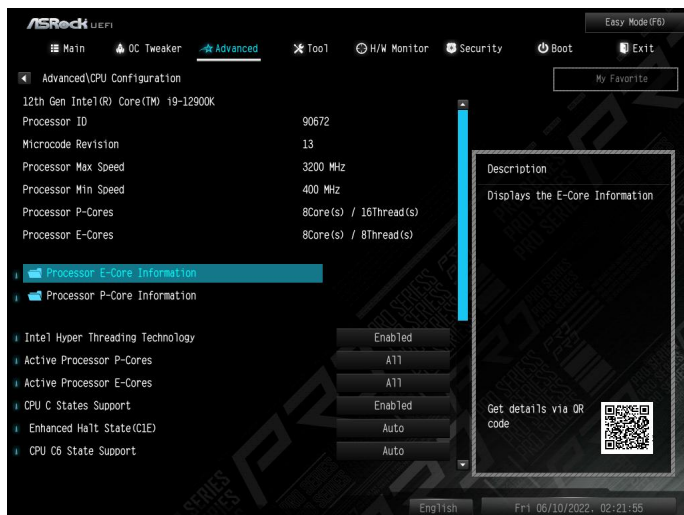 ASRock UEFI
Easy Mode(F6)
Main OC Tweaker Advanced Tool H/W Monitor Security Boot Exit
Advanced\CPU Configuration
My Favorite
12th Gen Intel(R) Core(TM) i9-12900K
Processor ID 90672
Microcode Revision 13
Processor Max Speed 3200 MHz
Processor Min Speed 400 MHz
Processor P-Cores 8Core(s) / 16Thread(s)
Processor E-Cores 8Core(s) / 8Thread(s)
Processor E-Core Information
Processor P-Core Information
Intel Hyper Threading Technology Enabled
Active Processor P-Cores All
Active Processor E-Cores All
CPU C States Support Enabled
Enhanced Halt State(C1E) Auto
CPU C6 State Support Auto
Description
Displays the E-Core Information
Get details via QR
code
English
Fri 06/10/2022. 02:21:55